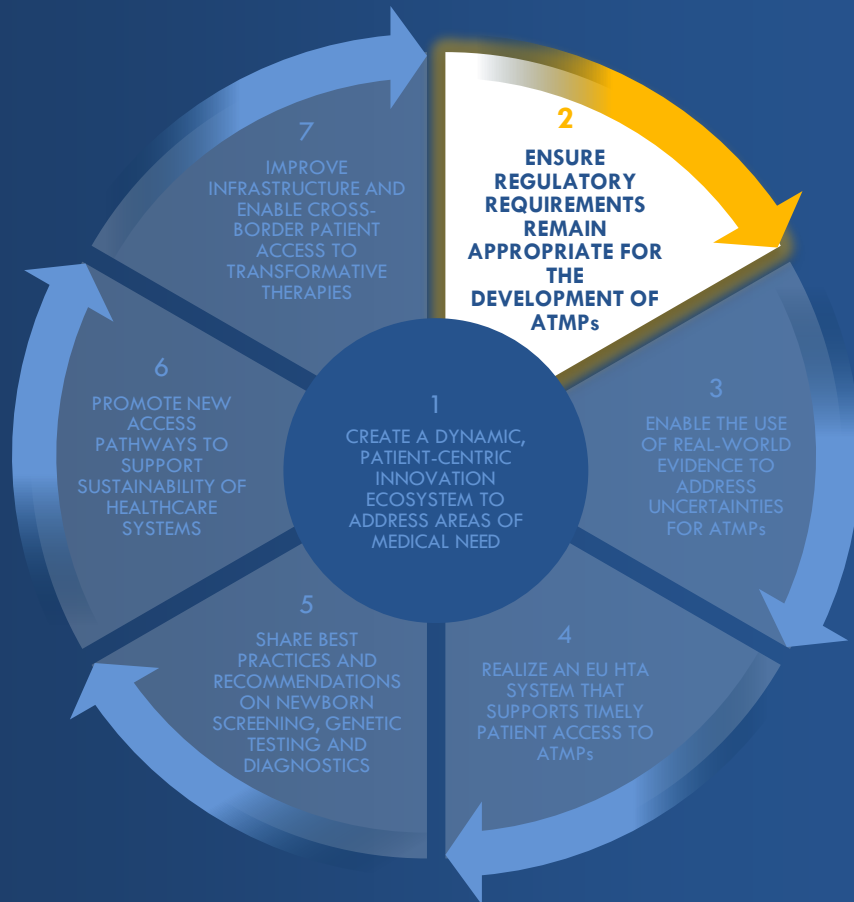 1
CREATE A DYNAMIC,
PATIENT-CENTRIC
INNOVATION
ECOSYSTEM TO
ADDRESS AREAS OF
MEDICAL NEED
2
ENSURE
REGULATORY
REQUIREMENTS
REMAIN
APPROPRIATE FOR
THE
DEVELOPMENT OF
ATMPs
3
ENABLE THE USE
OF REAL-WORLD
EVIDENCE TO
ADDRESS
UNCERTAINTIES
FOR ATMPs
4
REALIZE AN EU HTA
SYSTEM THAT
SUPPORTS TIMELY
PATIENT ACCESS TO
ATMPs
5
SHARE BEST
PRACTICES AND
RECOMMENDATIONS
ON NEWBORN
SCREENING, GENETIC
TESTING AND
DIAGNOSTICS
6
PROMOTE NEW
ACCESS
PATHWAYS TO
SUPPORT
SUSTAINABILITY OF
HEALTHCARE
SYSTEMS
7
IMPROVE
INFRASTRUCTURE AND
ENABLE CROSS-
BORDER PATIENT
ACCESS TO
TRANSFORMATIVE
THERAPIES